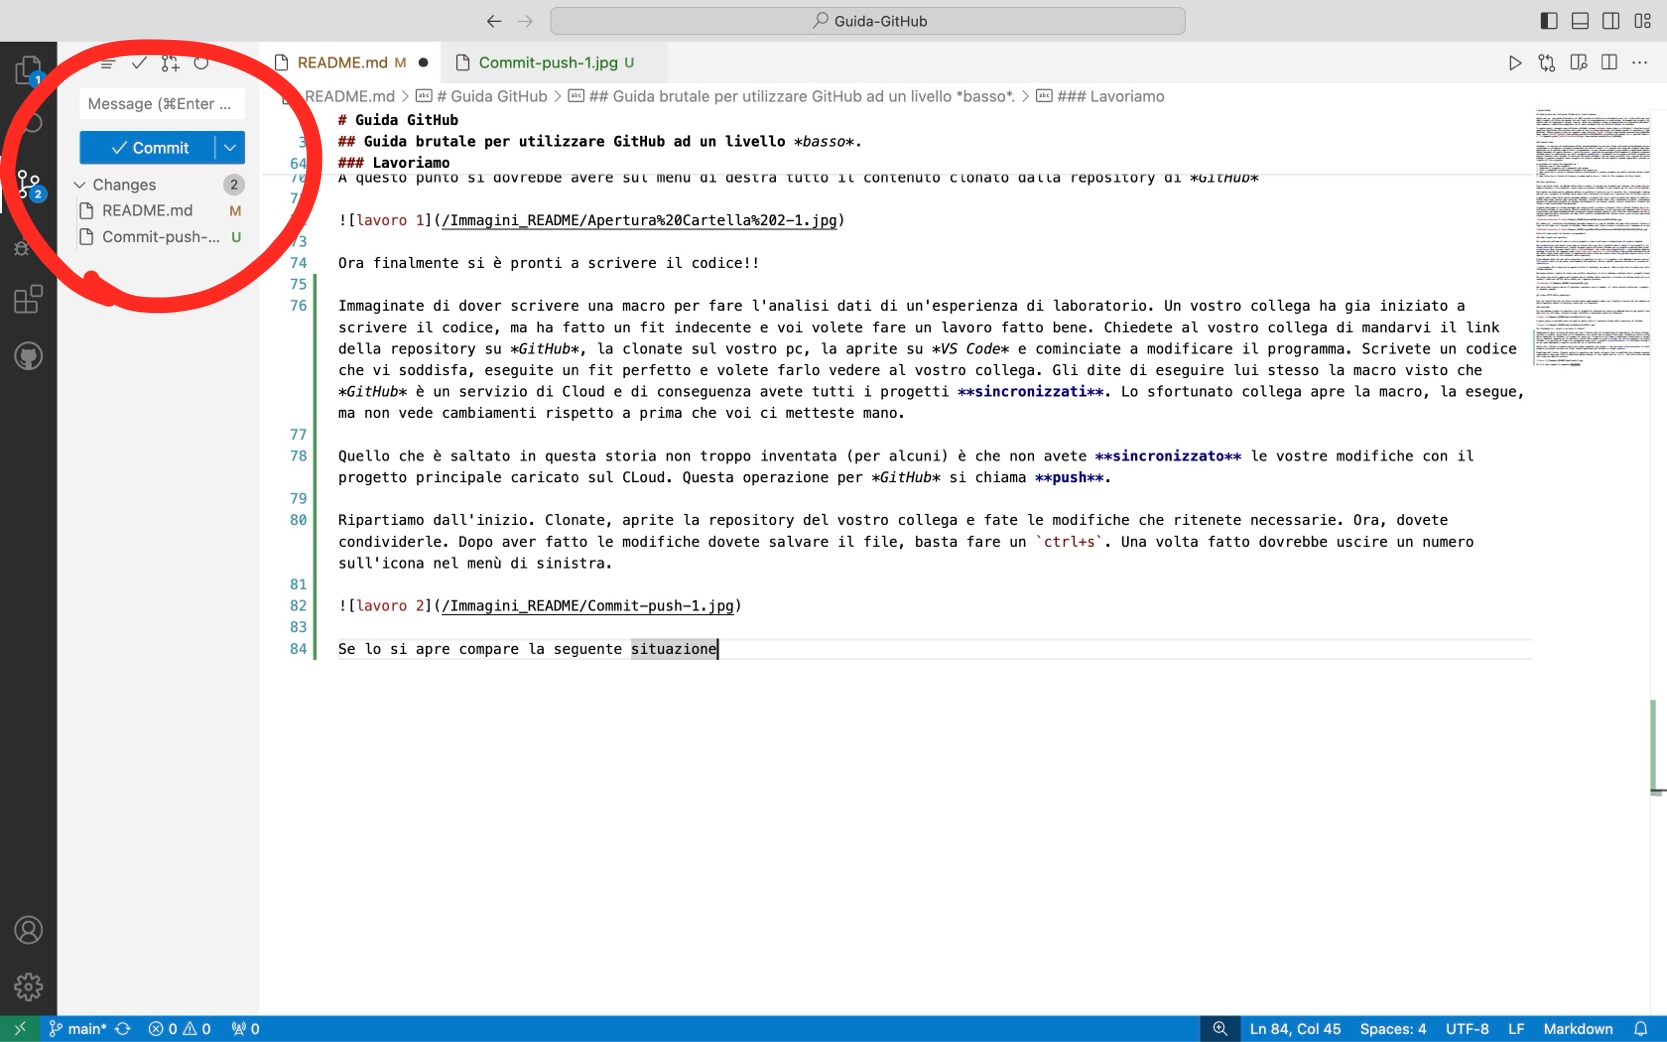 Guida-GitHub
1
README.md M
Commit-push-1.jpg U
Message (⌘Enter ...
README.md > # Guida GitHub > ## Guida brutale per utilizzare GitHub ad un livello *basso*. > ### Lavoriamo
Commit
2
Changes 2
README.md M
Commit-push-... U
# Guida GitHub
3 ## Guida brutale per utilizzare GitHub ad un livello *basso*.
64 ### Lavoriamo
70 A questo punto si dovrebbe avere sul menù di destra tutto il contenuto clonato dalla repository di *GitHub*
![lavoro 1](/Immagini_README/Apertura%20Cartella%202-1.jpg)
73
74 Ora finalmente si è pronti a scrivere il codice!!
75
76 Immaginate di dover scrivere una macro per fare l'analisi dati di un'esperienza di laboratorio. Un vostro collega ha gia iniziato a
scrivere il codice, ma ha fatto un fit indecente e voi volete fare un lavoro fatto bene. Chiedete al vostro collega di mandarvi il link
della repository su *GitHub*, la clonate sul vostro pc, la aprite su *VS Code* e cominciate a modificare il programma. Scrivete un codice
che vi soddisfa, eseguite un fit perfetto e volete farlo vedere al vostro collega. Gli dite di eseguire lui stesso la macro visto che
*GitHub* è un servizio di Cloud e di conseguenza avete tutti i progetti **sincronizzati**. Lo sfortunato collega apre la macro, la esegue,
ma non vede cambiamenti rispetto a prima che voi ci metteste mano.
77
78 Quello che è saltato in questa storia non troppo inventata (per alcuni) è che non avete **sincronizzato** le vostre modifiche con il
progetto principale caricato sul CLoud. Questa operazione per *GitHub* si chiama **push**.
79
80 Ripartiamo dall'inizio. Clonate, aprite la repository del vostro collega e fate le modifiche che ritenete necessarie. Ora, dovete
condividerle. Dopo aver fatto le modifiche dovete salvare il file, basta fare un `ctrl+s`. Una volta fatto dovrebbe uscire un numero
sull'icona nel menù di sinistra.
81
82 ![lavoro 2](/Immagini_README/Commit-push-1.jpg)
83
84 Se lo si apre compare la seguente situazione
main* 0 0 0
Ln 84, Col 45 Spaces: 4 UTF-8 LF Markdown